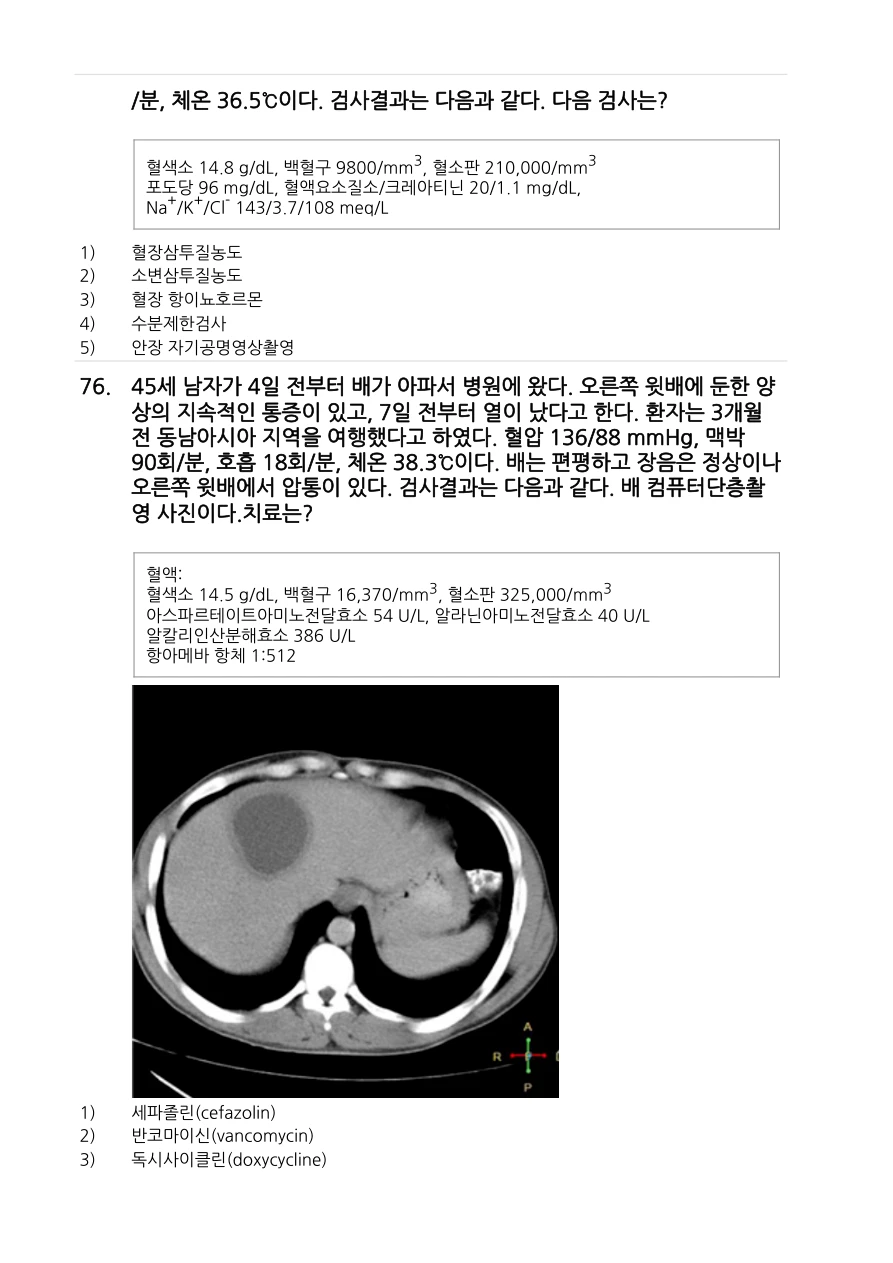 /분, 체온 36.5℃이다. 검사결과는 다음과 같다. 다음 검사는?
혈색소 14.8 g/dL, 백혈구 9800/mm³, 혈소판 210,000/mm³
포도당 96 mg/dL, 혈액요소질소/크레아티닌 20/1.1 mg/dL,
Na⁺/K⁺/Cl⁻ 143/3.7/108 meq/L
1) 혈장삼투질농도
2) 소변삼투질농도
3) 혈장 항이뇨호르몬
4) 수분제한검사
5) 안장 자기공명영상촬영
76. 45세 남자가 4일 전부터 배가 아파서 병원에 왔다. 오른쪽 윗배에 둔한 양
상의 지속적인 통증이 있고, 7일 전부터 열이 났다고 한다. 환자는 3개월
전 동남아시아 지역을 여행했다고 하였다. 혈압 136/88 mmHg, 맥박
90회/분, 호흡 18회/분, 체온 38.3℃이다. 배는 편평하고 장음은 정상이나
오른쪽 윗배에서 압통이 있다. 검사결과는 다음과 같다. 배 컴퓨터단층촬
영 사진이다.치료는?
혈액:
혈색소 14.5 g/dL, 백혈구 16,370/mm³, 혈소판 325,000/mm³
아스파르테이트아미노전달효소 54 U/L, 알라닌아미노전달효소 40 U/L
알칼리인산분해효소 386 U/L
항아메바 항체 1:512
A
R
P
1) 세파졸린(cefazolin)
2) 반코마이신(vancomycin)
3) 독시사이클린(doxycycline)